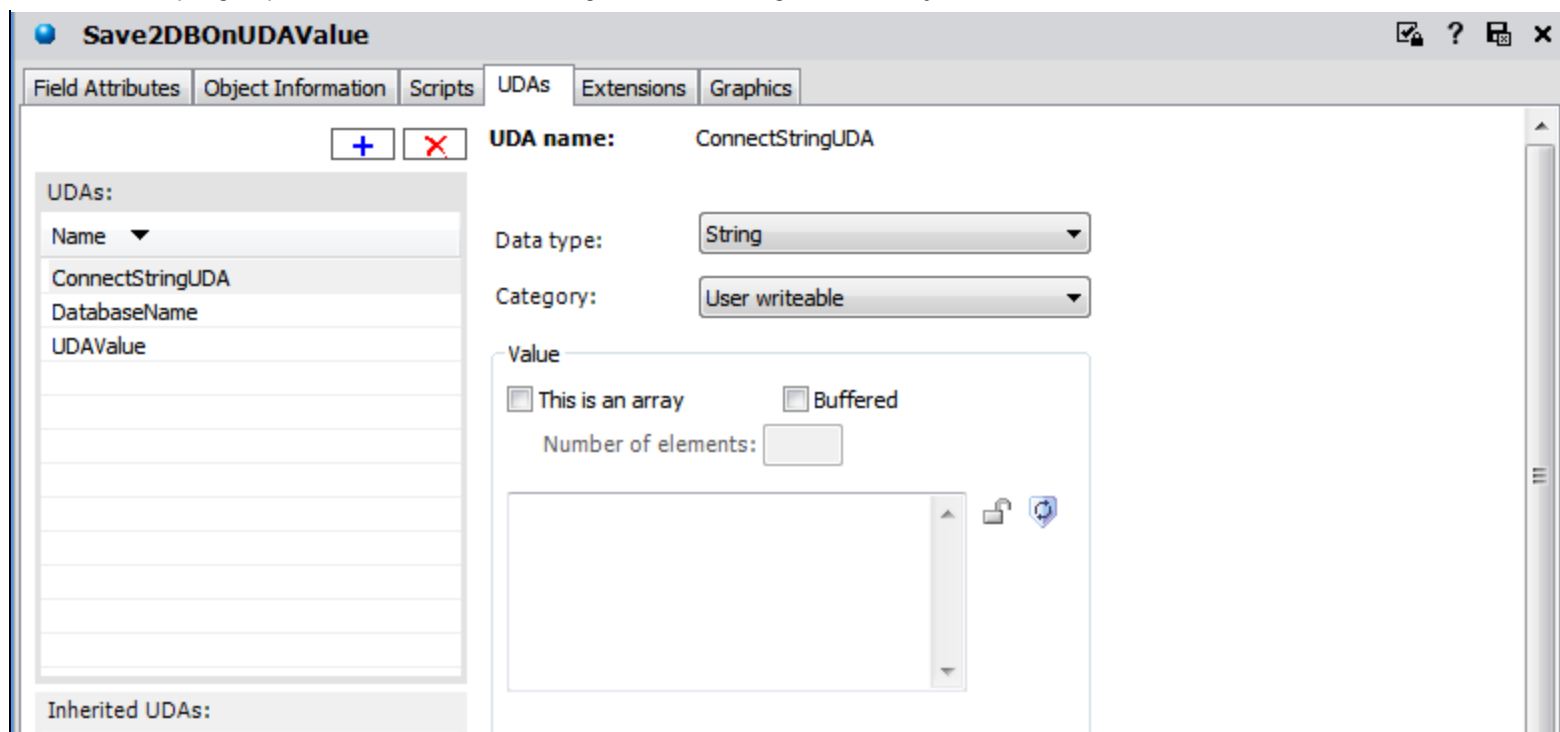 Save2DBOnUDAValue ?
Field Attributes Object Information Scripts UDAs Extensions Graphics
UDA name: ConnectStringUDA
UDAs:
Name
ConnectStringUDA
DatabaseName
UDAValue
Data type: String
Category: User writeable
Value
This is an array Buffered
Number of elements:
Inherited UDAs: